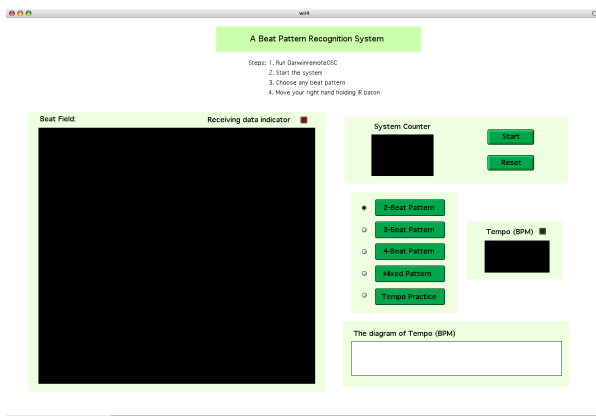 wii4
A Beat Pattern Recognition System
Steps: 1. Run DarwinremoteOSC
2. Start the system
3. Choose any beat pattern
4. Move your right hand holding IR baton
Beat Field:
Receiving data indicator
System Counter
Start
Reset
2-Beat Pattern
3-Beat Pattern
4-Beat Pattern
Mixed Pattern
Tempo Practice
Tempo (BPM)
The diagram of Tempo (BPM)